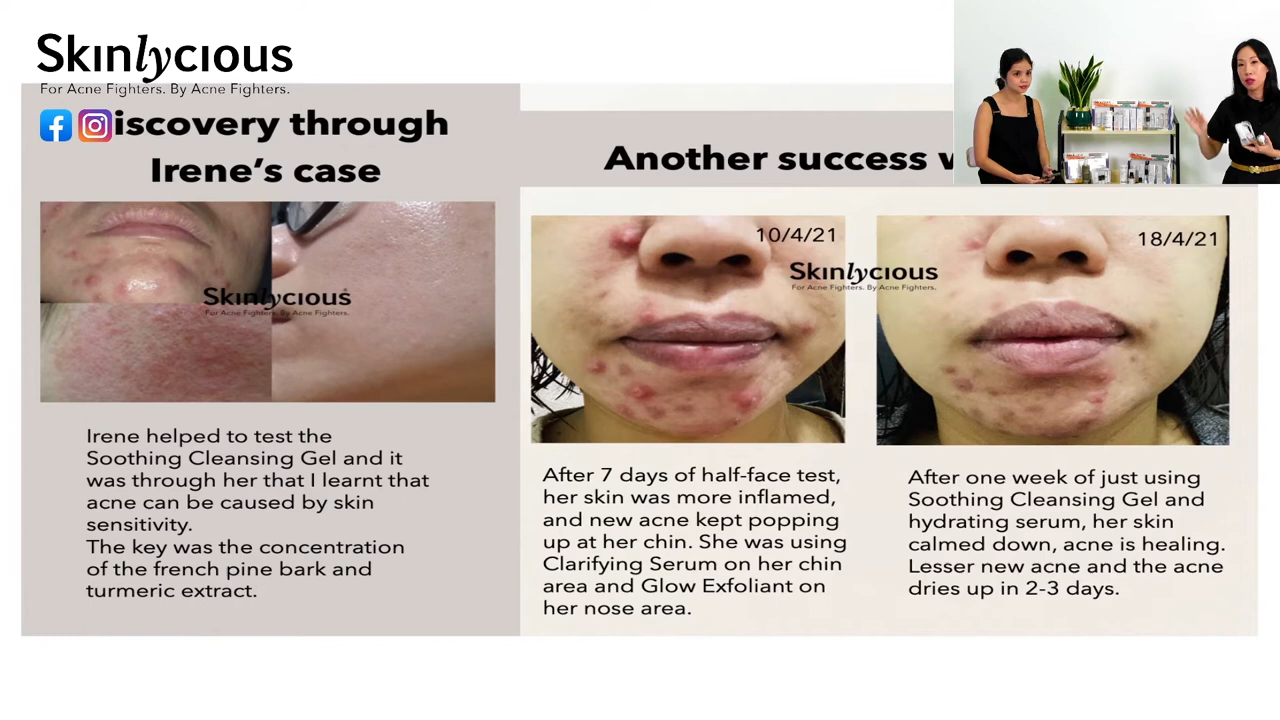 Skinlycious
For Acne Fighters. By Acne Fighters.
iscovery through
Irene's case
Skinlycious
For Acne Fighters. By Acne Fighters.
Irene helped to test the
Soothing Cleansing Gel and it
was through her that I learnt that
acne can be caused by skin
sensitivity.
The key was the concentration
of the french pine bark and
turmeric extract.
Another success
10/4/21
18/4/21
Skinlycious
For Acne Fighters. By Acne Fighters.
After 7 days of half-face test,
her skin was more inflamed,
and new acne kept popping
up at her chin. She was using
Clarifying Serum on her chin
area and Glow Exfoliant on
her nose area.
After one week of just using
Soothing Cleansing Gel and
hydrating serum, her skin
calmed down, acne is healing.
Lesser new acne and the acne
dries up in 2-3 days.